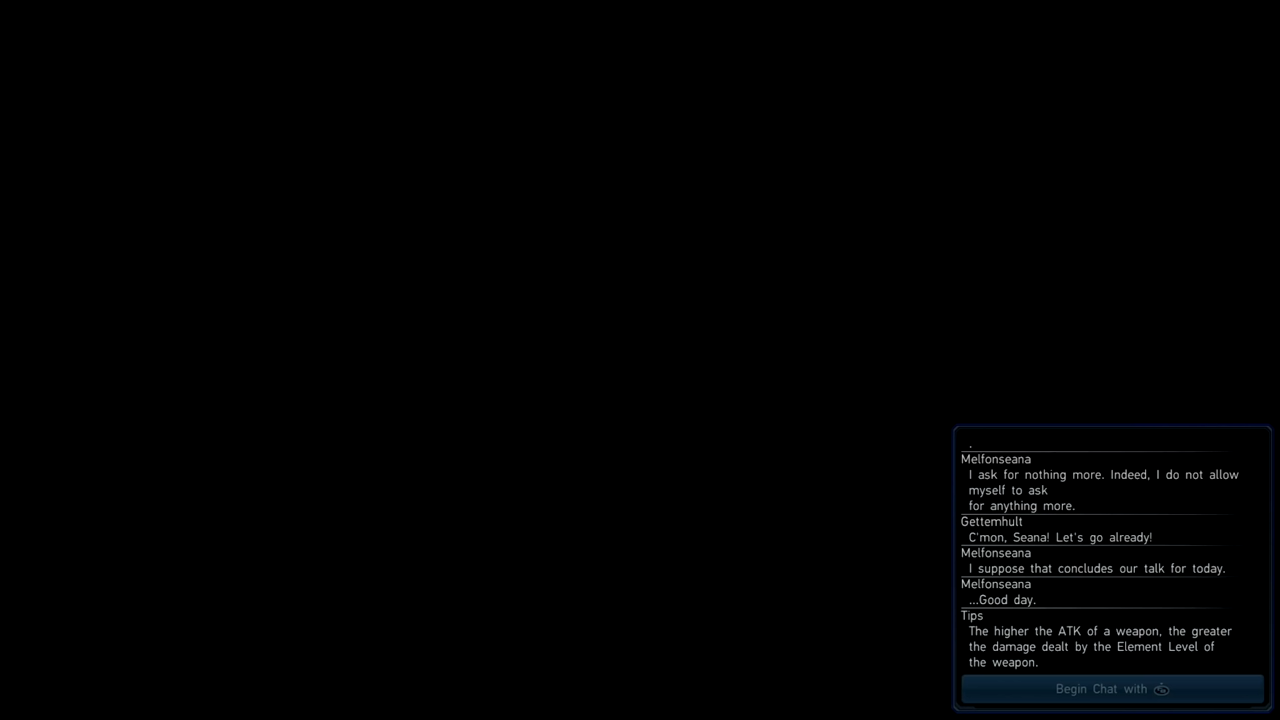 .
Melfonseana
I ask for nothing more. Indeed, I do not allow
myself to ask
for anything more.
Gettemhult
C'mon, Seana! Let's go already!
Melfonseana
I suppose that concludes our talk for today.
Melfonseana
...Good day.
Tips
The higher the ATK of a weapon, the greater
the damage dealt by the Element Level of
the weapon.
Begin Chat with